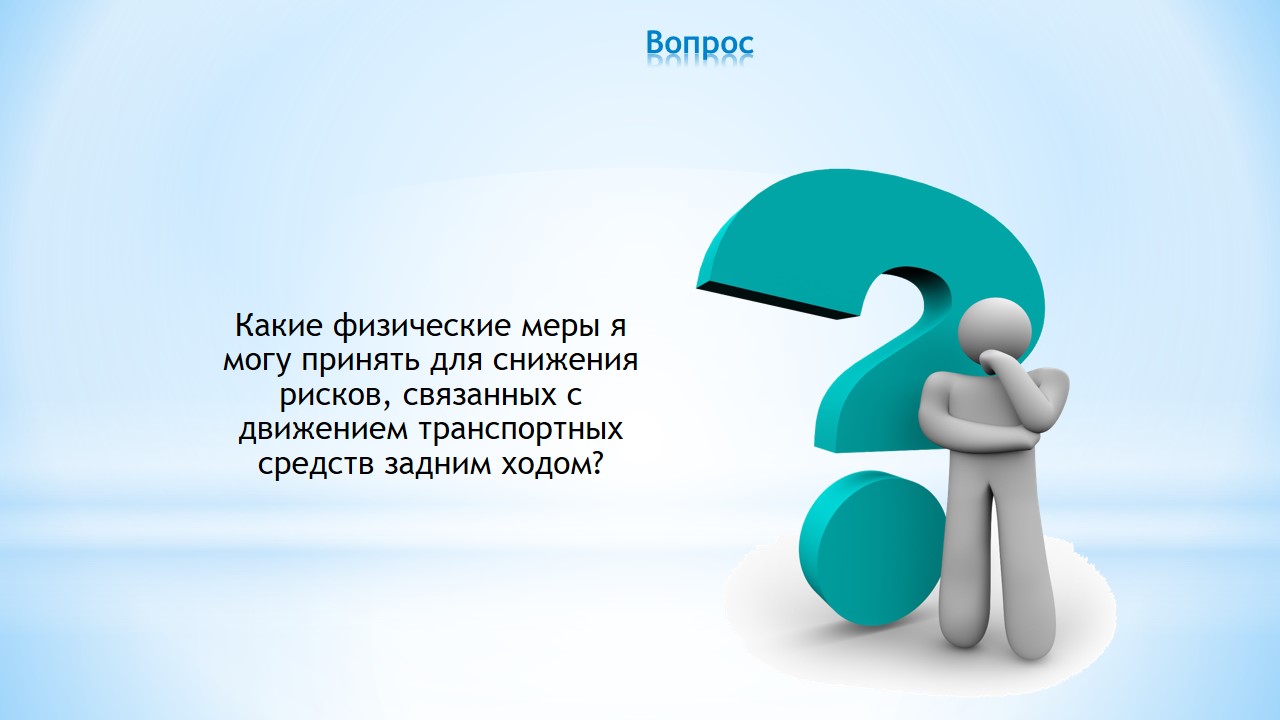 Вопрос
Какие физические меры я
могу принять для снижения
рисков, связанных с
движением транспортных
средств задним ходом?